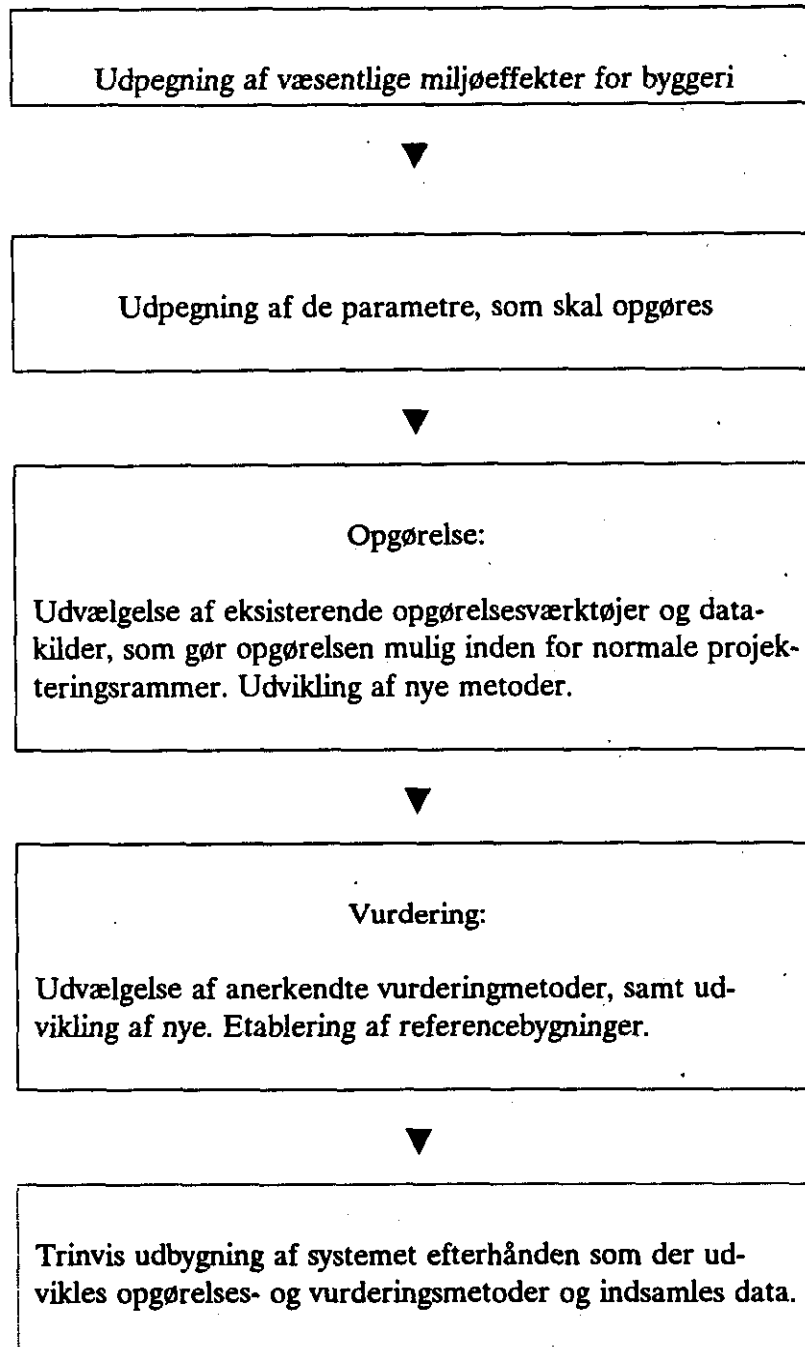 Udpegning af væsentlige miljøeffekter for byggeri
Udpegning af de parametre, som skal opgøres
Opgørelse:
Udvælgelse af eksisterende opgørelsesværktøjer og data-
kilder, som gør opgørelsen mulig inden for normale projek-
teringsrammer. Udvikling af nye metoder.
Vurdering:
Udvælgelse af anerkendte vurderingmetoder, samt ud-
vikling af nye. Etablering af referencebygninger.
Trinvis udbygning af systemet efterhånden som der ud-
vikles opgørelses- og vurderingsmetoder og indsamles data.